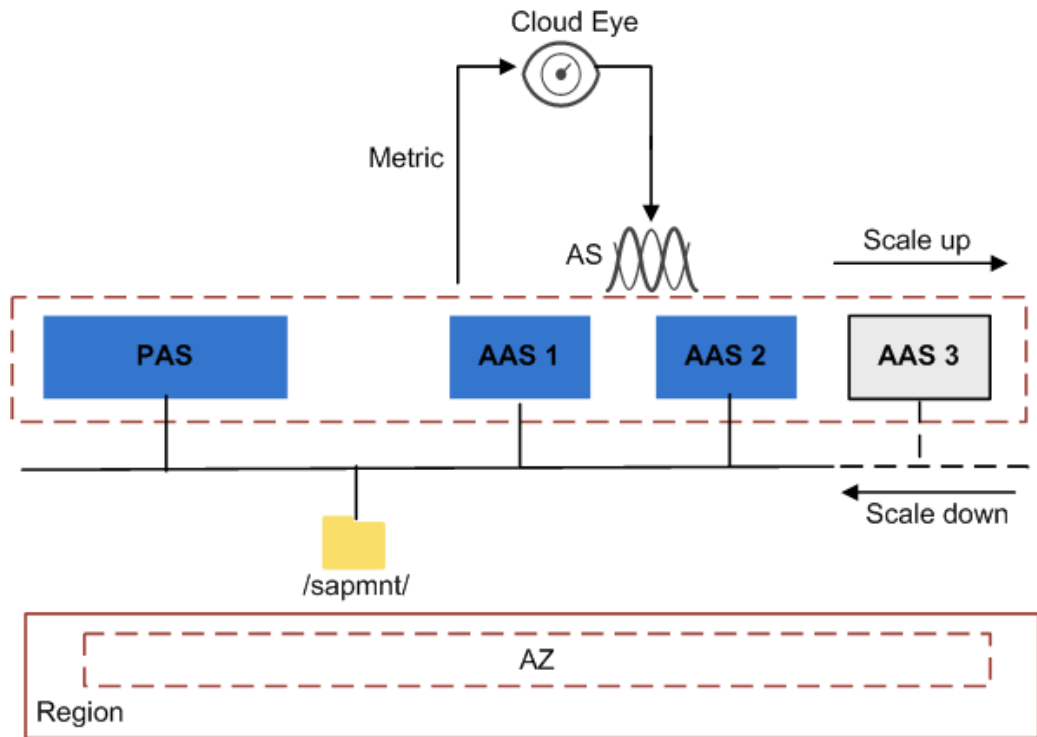 Cloud Eye
Metric
AS
Scale up
PAS
AAS 1
AAS 2
AAS 3
Scale down
/sapmnt/
AZ
Region